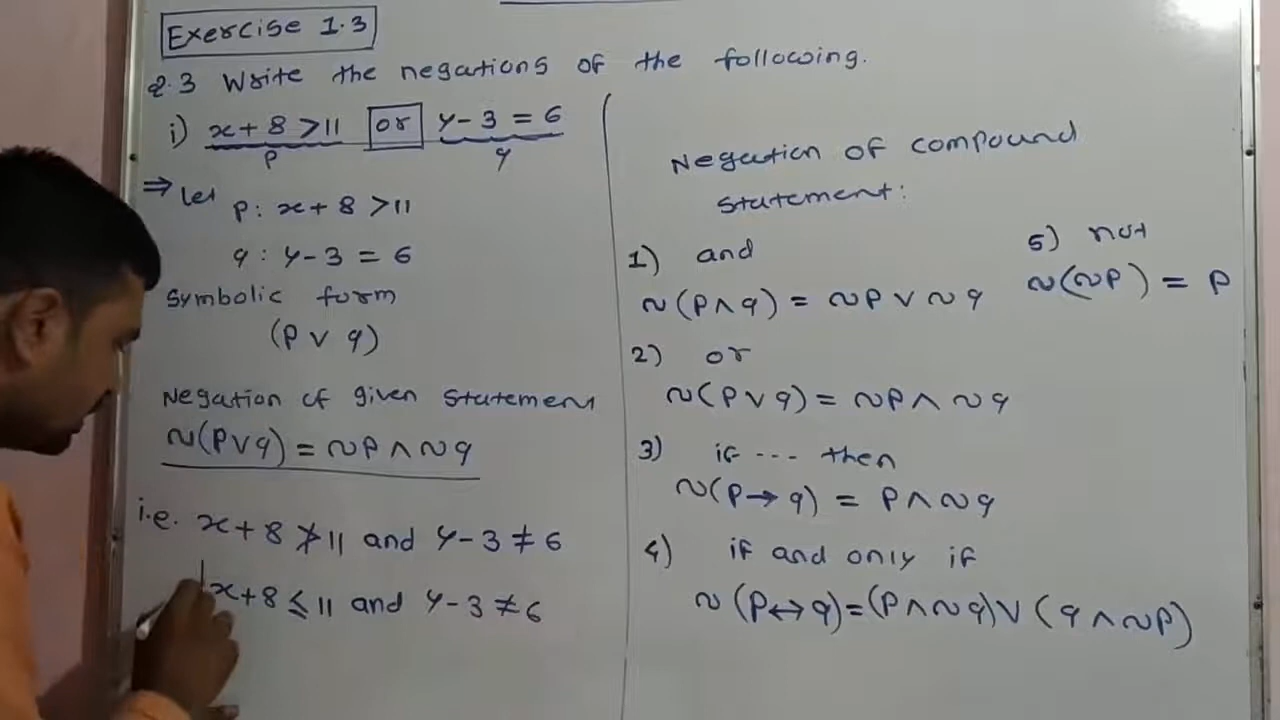 Exercise 1.3
Q.3 Write the negations of the following.
i) x + 8 > 11 or y - 3 = 6
p q
⇒ Let p : x + 8 > 11
q : y - 3 = 6
Symbolic form
(p ∨ q)
Negation of given statement
~(p ∨ q) = ~p ∧ ~q
i.e. x + 8 ≯ 11 and y - 3 ≠ 6
x + 8 ≤ 11 and y - 3 ≠ 6
Negation of compound
statement:
1) and
~(p ∧ q) = ~p ∨ ~q
2) or
~(p ∨ q) = ~p ∧ ~q
3) if --- then
~(p → q) = p ∧ ~q
4) if and only if
~(p ↔ q) = (p ∧ ~q) ∨ (q ∧ ~p)
5) not
~(~p) = p